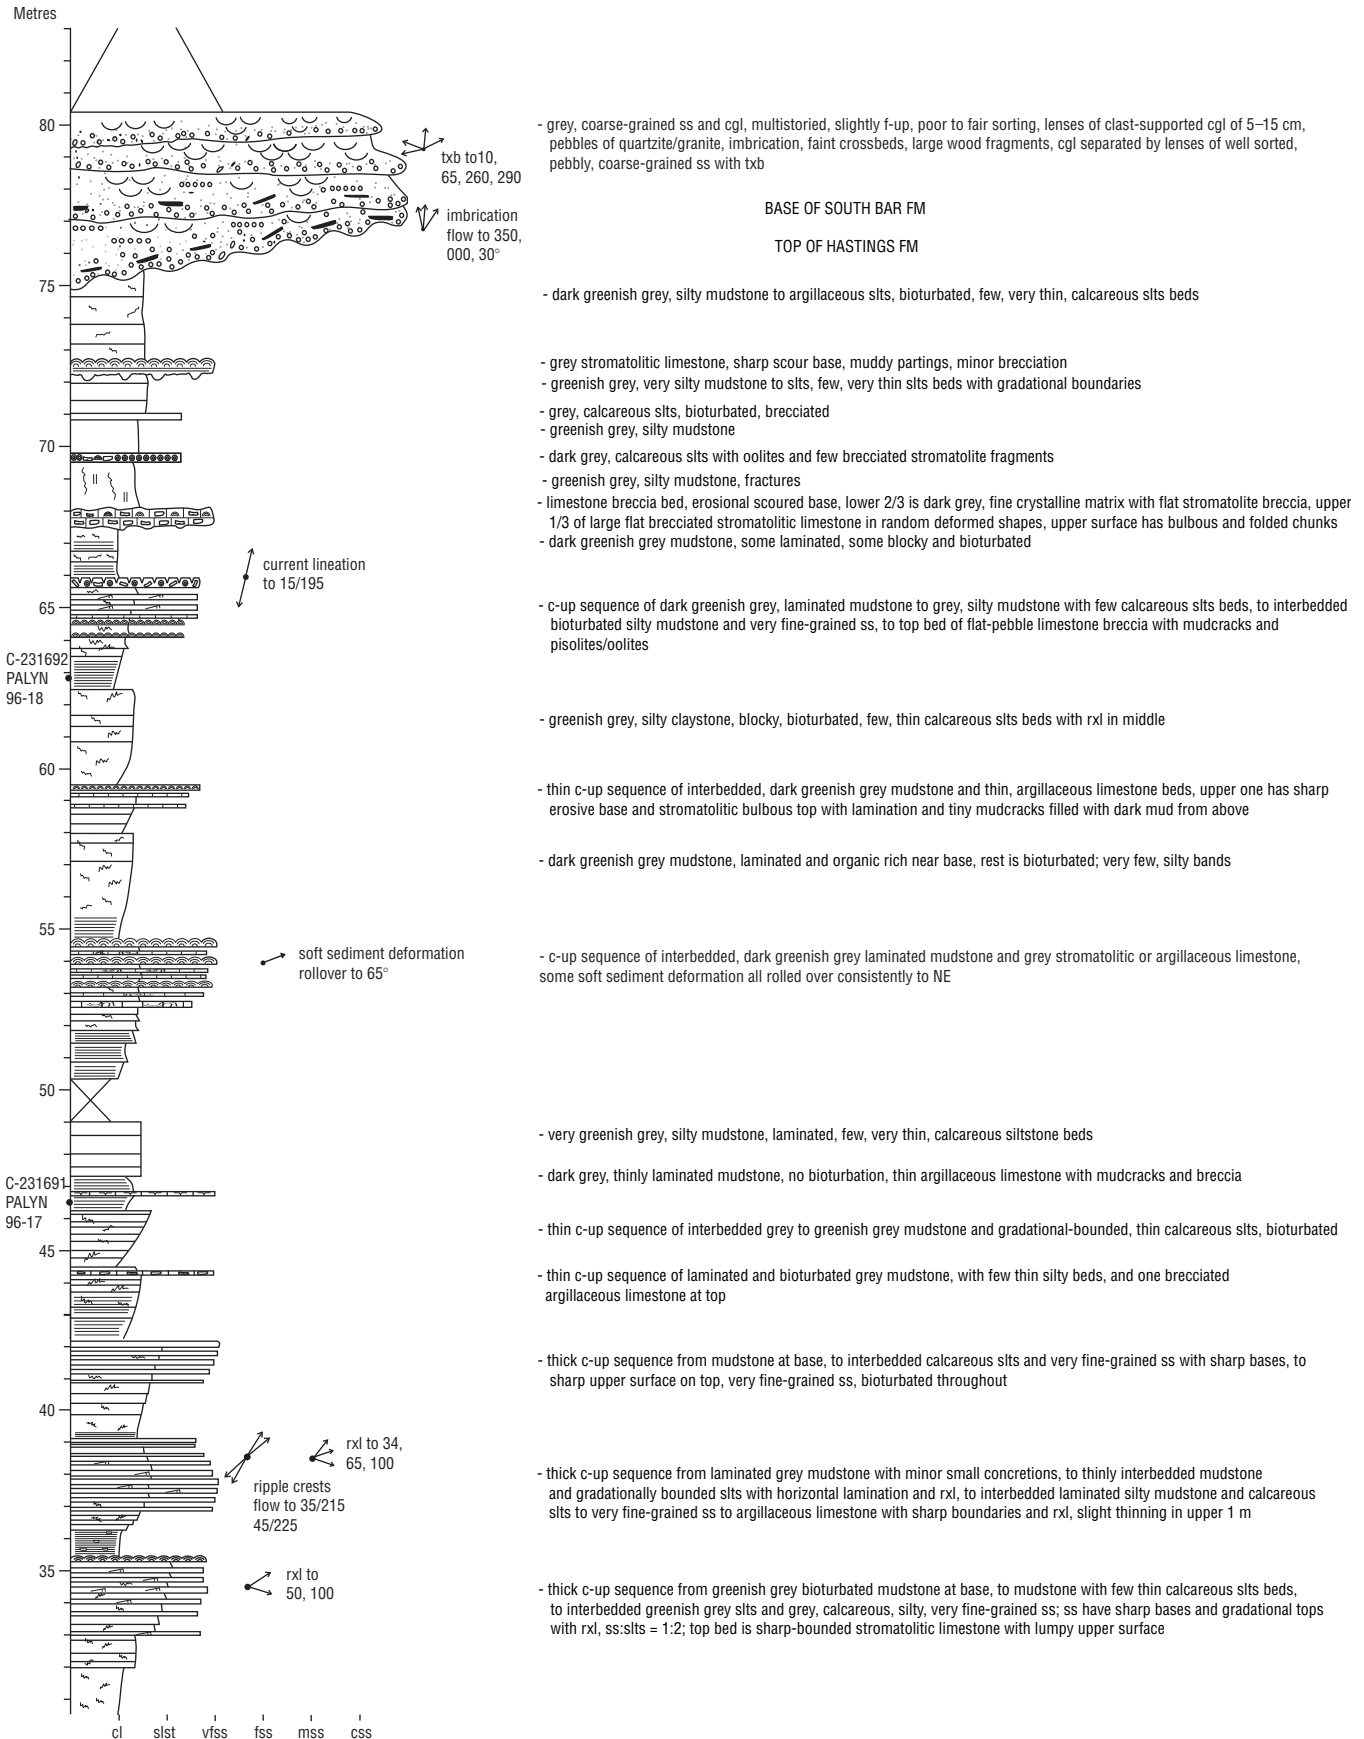 Metres
80
- grey, coarse-grained ss and cgl, multistoried, slightly f-up, poor to fair sorting, lenses of clast-supported cgl of 5–15 cm,
pebbles of quartzite/granite, imbrication, faint crossbeds, large wood fragments, cgl separated by lenses of well sorted,
pebbly, coarse-grained ss with txb
txb to10,
65, 260, 290
imbrication
flow to 350,
000, 30°
BASE OF SOUTH BAR FM
TOP OF HASTINGS FM
75
- dark greenish grey, silty mudstone to argillaceous slts, bioturbated, few, very thin, calcareous slts beds
- grey stromatolitic limestone, sharp scour base, muddy partings, minor brecciation
- greenish grey, very silty mudstone to slts, few, very thin slts beds with gradational boundaries
- grey, calcareous slts, bioturbated, brecciated
- greenish grey, silty mudstone
70
- dark grey, calcareous slts with oolites and few brecciated stromatolite fragments
- greenish grey, silty mudstone, fractures
- limestone breccia bed, erosional scoured base, lower 2/3 is dark grey, fine crystalline matrix with flat stromatolite breccia, upper
1/3 of large flat brecciated stromatolitic limestone in random deformed shapes, upper surface has bulbous and folded chunks
- dark greenish grey mudstone, some laminated, some blocky and bioturbated
current lineation
to 15/195
65
- c-up sequence of dark greenish grey, laminated mudstone to grey, silty mudstone with few calcareous slts beds, to interbedded
bioturbated silty mudstone and very fine-grained ss, to top bed of flat-pebble limestone breccia with mudcracks and
pisolites/oolites
C-231692
PALYN
96-18
- greenish grey, silty claystone, blocky, bioturbated, few, thin calcareous slts beds with rxl in middle
60
- thin c-up sequence of interbedded, dark greenish grey mudstone and thin, argillaceous limestone beds, upper one has sharp
erosive base and stromatolitic bulbous top with lamination and tiny mudcracks filled with dark mud from above
- dark greenish grey mudstone, laminated and organic rich near base, rest is bioturbated; very few, silty bands
55
soft sediment deformation
rollover to 65°
- c-up sequence of interbedded, dark greenish grey laminated mudstone and grey stromatolitic or argillaceous limestone,
some soft sediment deformation all rolled over consistently to NE
50
- very greenish grey, silty mudstone, laminated, few, very thin, calcareous siltstone beds
- dark grey, thinly laminated mudstone, no bioturbation, thin argillaceous limestone with mudcracks and breccia
C-231691
PALYN
96-17
- thin c-up sequence of interbedded grey to greenish grey mudstone and gradational-bounded, thin calcareous slts, bioturbated
45
- thin c-up sequence of laminated and bioturbated grey mudstone, with few thin silty beds, and one brecciated
argillaceous limestone at top
- thick c-up sequence from mudstone at base, to interbedded calcareous slts and very fine-grained ss with sharp bases, to
sharp upper surface on top, very fine-grained ss, bioturbated throughout
40
rxl to 34,
65, 100
ripple crests
flow to 35/215
45/225
- thick c-up sequence from laminated grey mudstone with minor small concretions, to thinly interbedded mudstone
and gradationally bounded slts with horizontal lamination and rxl, to interbedded laminated silty mudstone and calcareous
slts to very fine-grained ss to argillaceous limestone with sharp boundaries and rxl, slight thinning in upper 1 m
35
rxl to
50, 100
- thick c-up sequence from greenish grey bioturbated mudstone at base, to mudstone with few thin calcareous slts beds,
to interbedded greenish grey slts and grey, calcareous, silty, very fine-grained ss; ss have sharp bases and gradational tops
with rxl, ss:slts = 1:2; top bed is sharp-bounded stromatolitic limestone with lumpy upper surface
cl slst vfss fss mss css